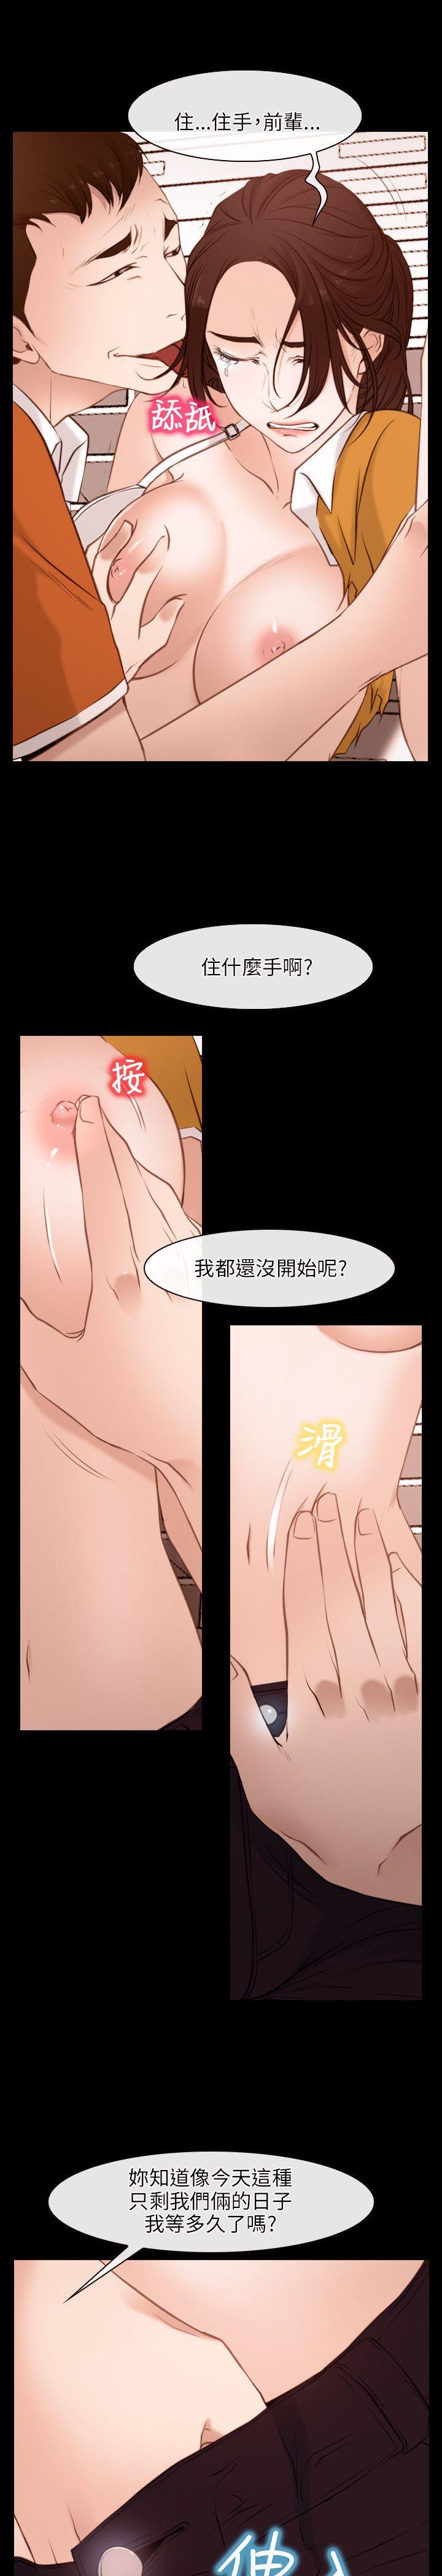 住...住手,前輩...
舔舐
住什麼手啊?
按
我都還沒開始呢?
滑
妳知道像今天這種
只剩我們倆的日子
我等多久了嗎?
伸